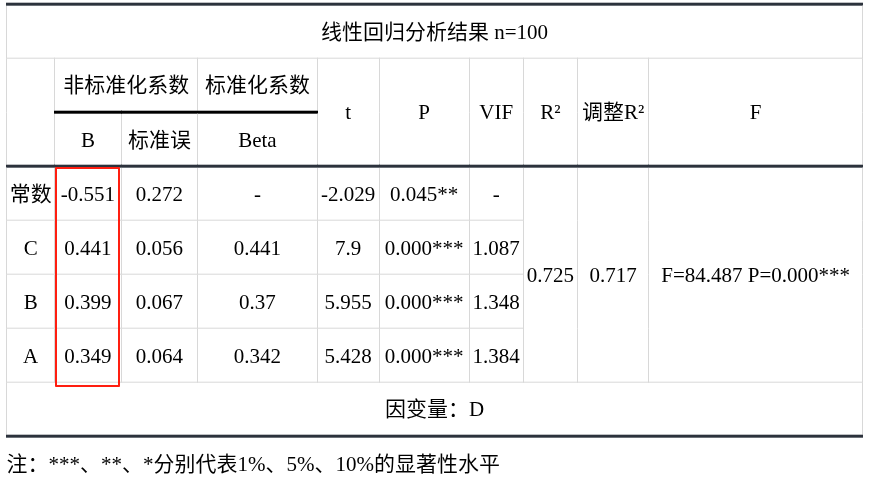 线性回归分析结果 n=100
非标准化系数 标准化系数 t P VIF R² 调整R² F
B 标准误 Beta
常数 -0.551 0.272 - -2.029 0.045** -
C 0.441 0.056 0.441 7.9 0.000*** 1.087
0.725 0.717 F=84.487 P=0.000***
B 0.399 0.067 0.37 5.955 0.000*** 1.348
A 0.349 0.064 0.342 5.428 0.000*** 1.384
因变量：D
注：***、**、*分别代表1%、5%、10%的显著性水平